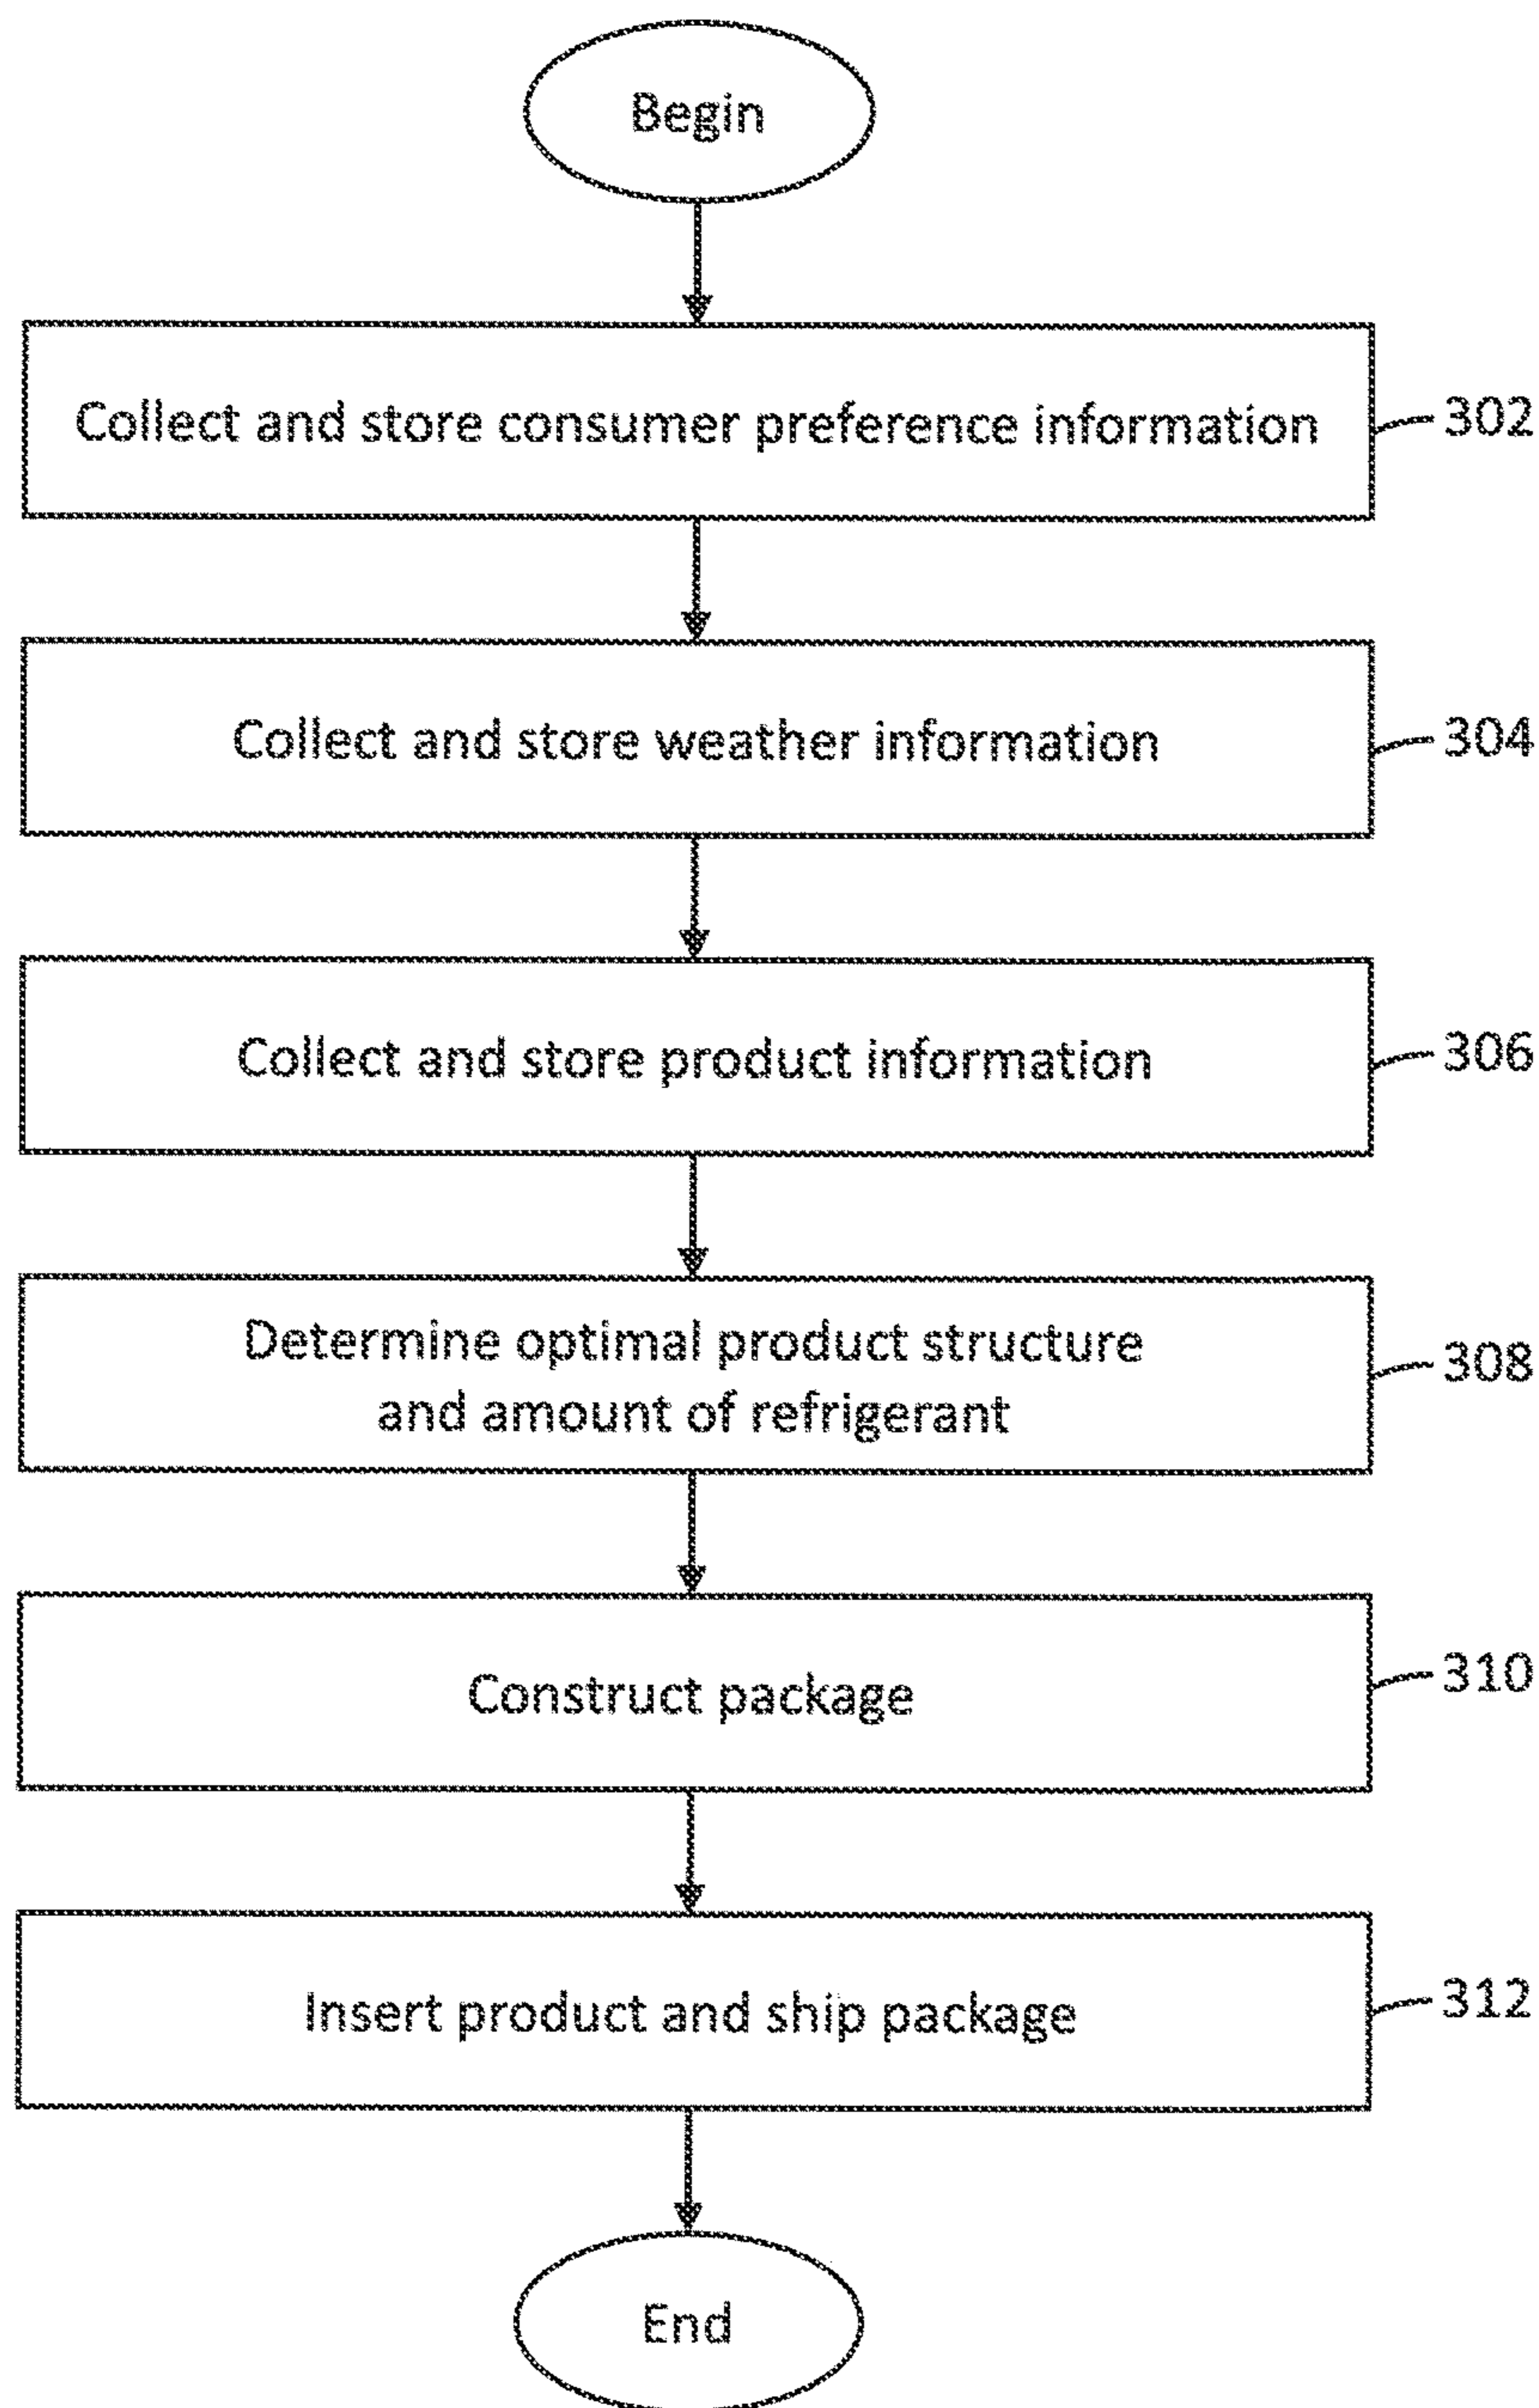 Begin
Collect and store consumer preference information
302
Collect and store weather information
304
Collect and store product information
306
Determine optimal product structure
and amount of refrigerant
308
Construct package
310
Insert product and ship package
312
End